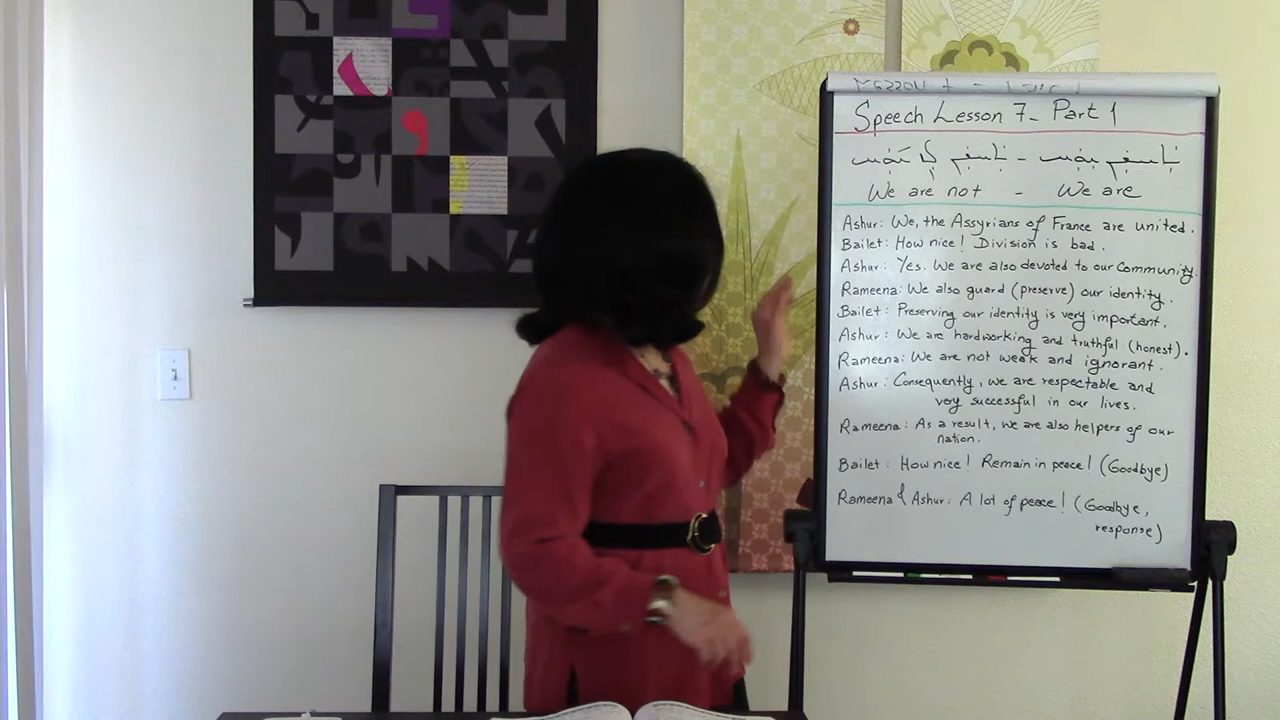 Speech Lesson 7- Part 1
We are not - We are
Ashur: We, the Assyrians of France are united.
Bailet: How nice! Division is bad.
Ashur: Yes. We are also devoted to our Community.
Rameena: We also guard (preserve) our identity.
Bailet: Preserving our identity is very important.
Ashur: We are hardworking and truthful (honest).
Rameena: We are not weak and ignorant.
Ashur: Consequently, we are respectable and
very successful in our lives.
Rameena: As a result, we are also helpers of our
nation.
Bailet: How nice! Remain in peace! (Goodbye)
Rameena & Ashur: A lot of peace! (Goodbye,
response)